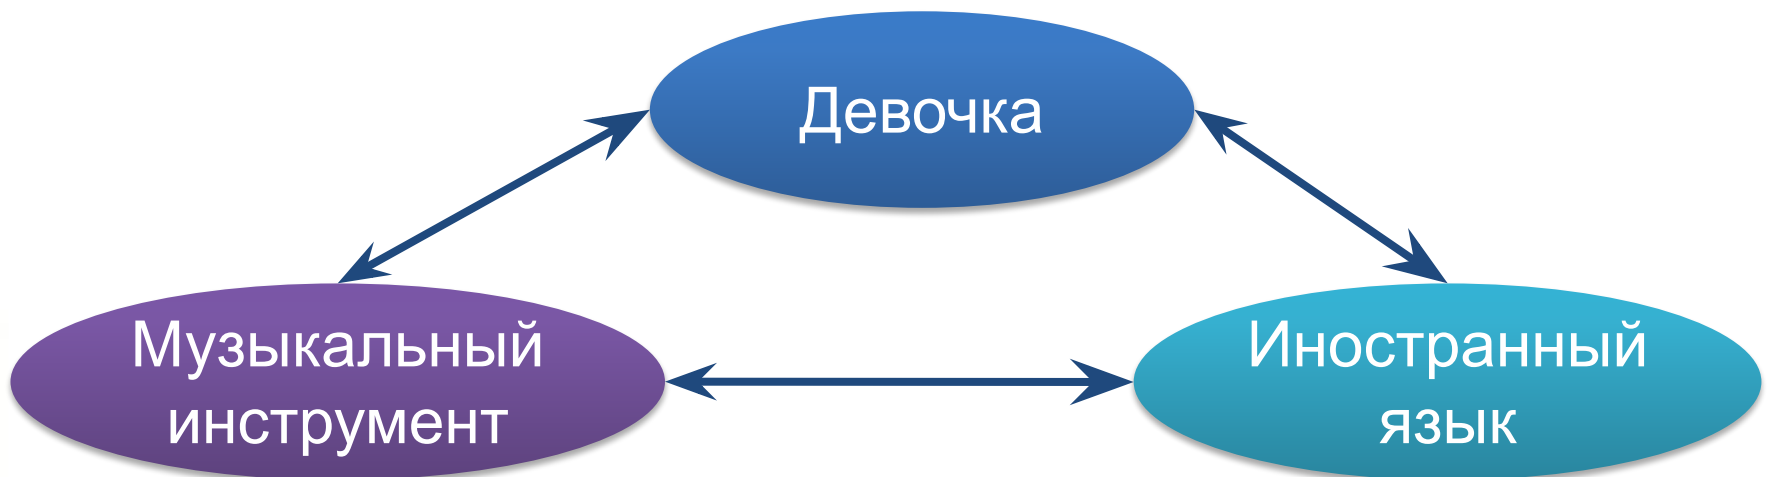 Девочка
Музыкальный
инструмент
Иностранный
язык